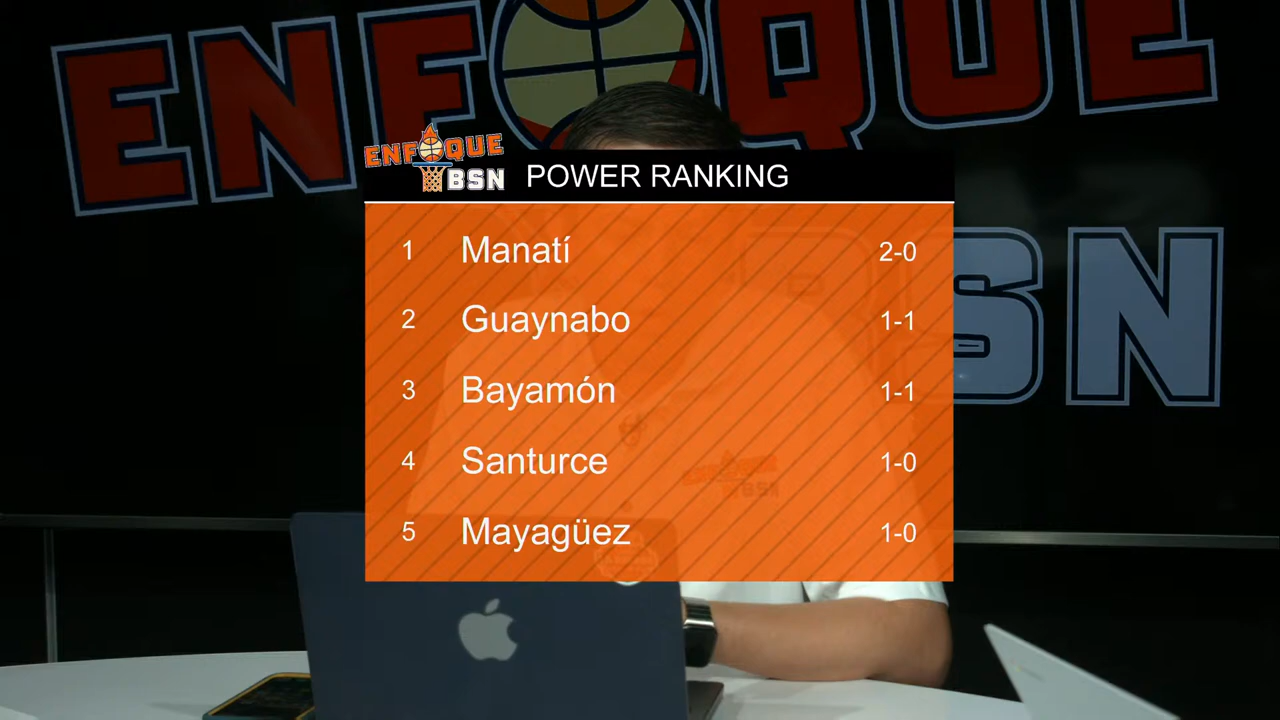 ENFOQUE
BSN
ENFOQUE
BSN
POWER RANKING
1 Manatí 2-0
2 Guaynabo 1-1
3 Bayamón 1-1
4 Santurce 1-0
5 Mayagüez 1-0